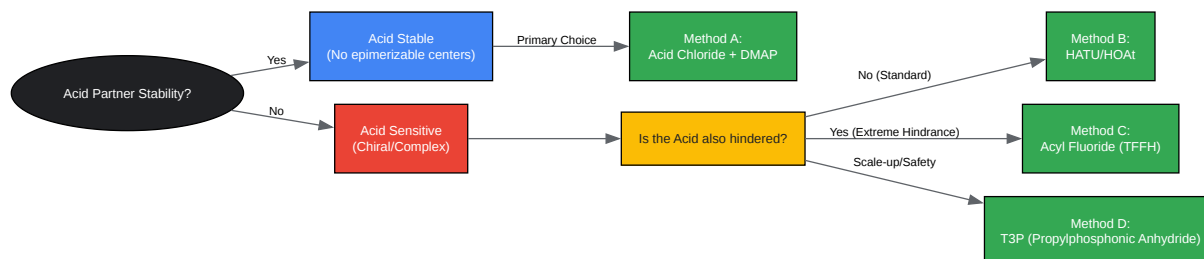 Acid Partner Stability?
Yes
No
Acid Stable
(No epimerizable centers)
Acid Sensitive
(Chiral/Complex)
Primary Choice
Method A:
Acid Chloride + DMAP
Is the Acid also hindered?
No (Standard)
Yes (Extreme Hindrance)
Scale-up/Safety
Method B:
HATU/HOAt
Method C:
Acyl Fluoride (TFFH)
Method D:
T3P (Propylphosphonic Anhydride)